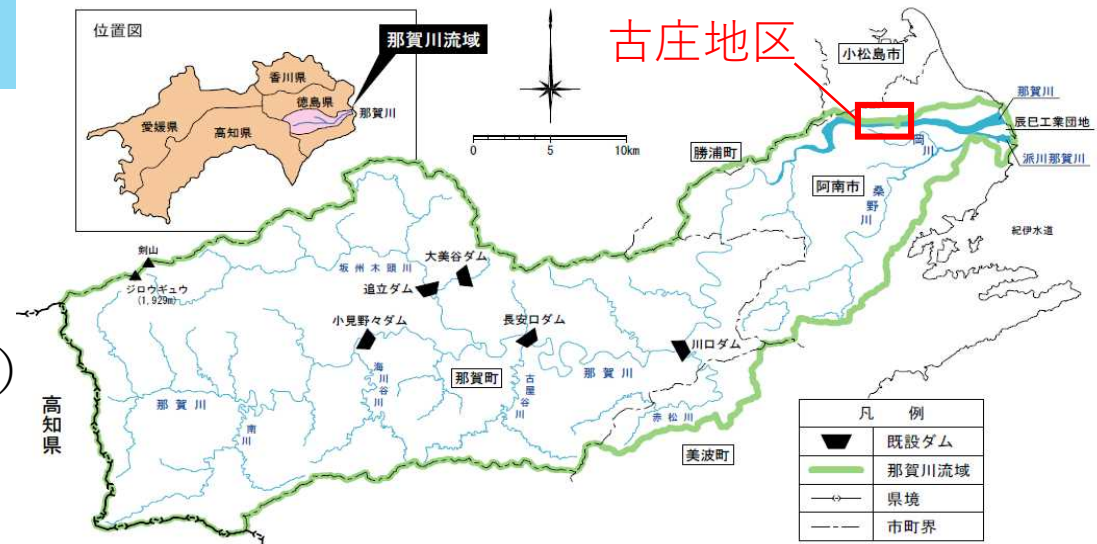 位置図
那賀川流域
香川県
徳島県
那賀川
愛媛県
高知県
0 5 10km
古庄地区
小松島市
那賀川
辰巳工業団地
派川那賀川
岡川
勝浦町
阿南市
桑野川
紀伊水道
剣山
ジロウギュウ
(1,929m)
坂州木頭川
大美谷ダム
追立ダム
小見野々ダム
長安口ダム
川口ダム
海川谷川
那賀町
古屋谷川
那賀川
那賀川
南川
赤松川
美波町
高知県
凡 例
既設ダム
那賀川流域
県境
市町界